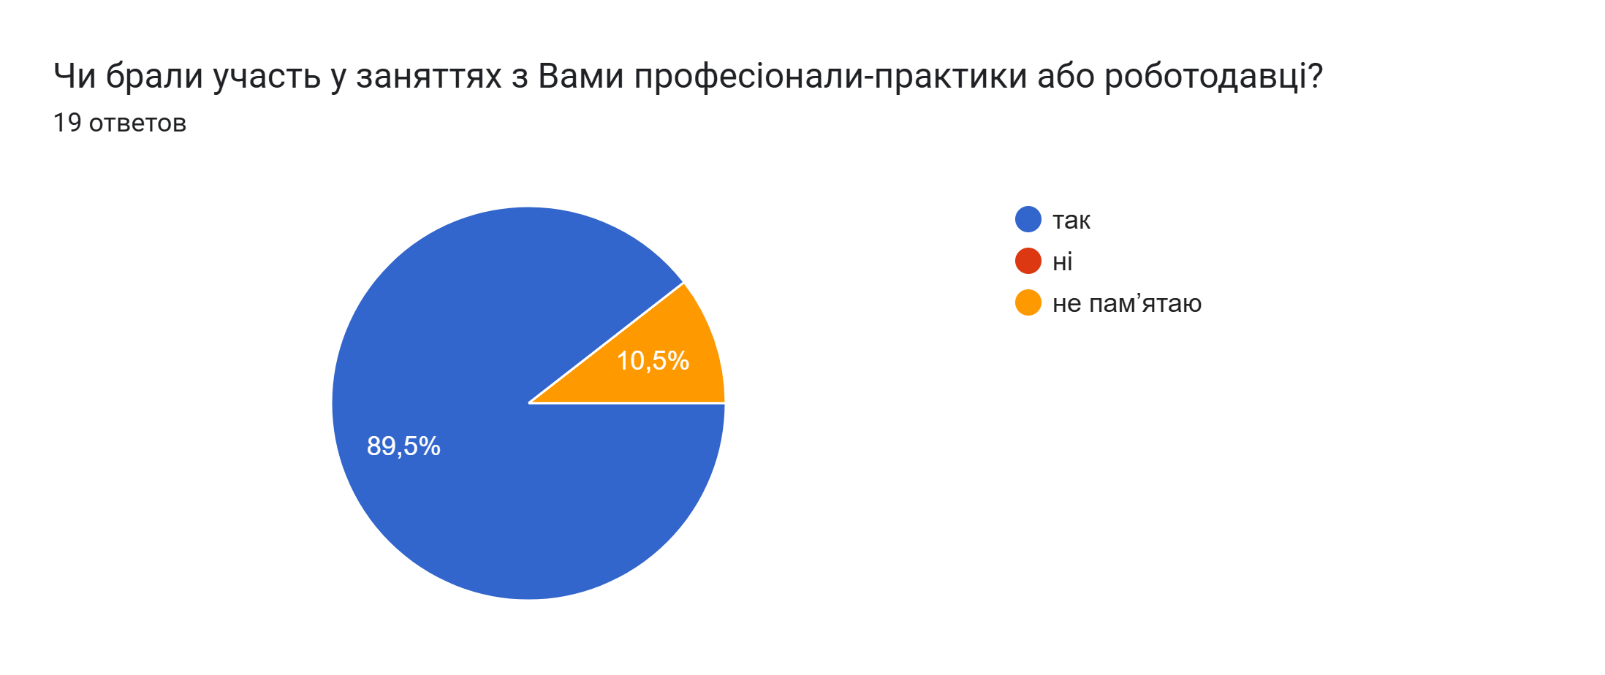 Чи брали участь у заняттях з Вами професіонали-практики або роботодавці?
19 ответов
так
ні
не пам’ятаю
10,5%
89,5%